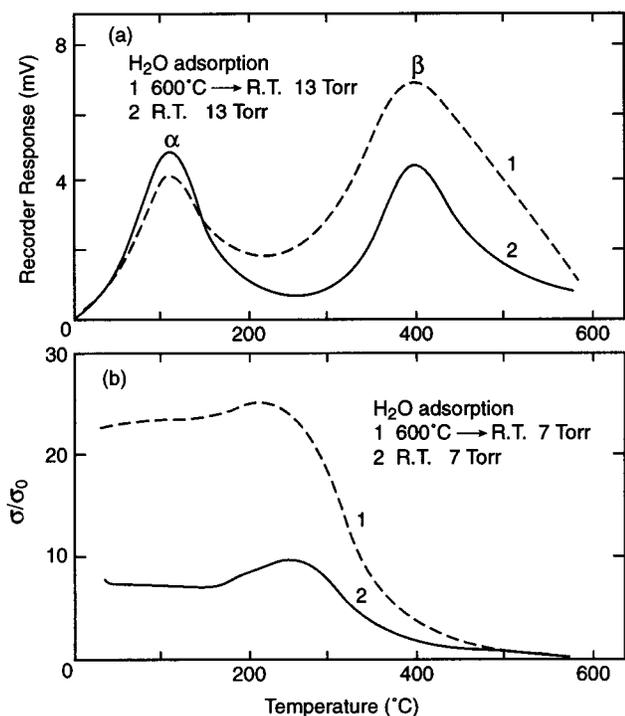 (a)
H₂O adsorption
1 600°C → R.T. 13 Torr
2 R.T. 13 Torr
α
β
1
2
Recorder Response (mV)
8
4
0
0
200
400
600
(b)
H₂O adsorption
1 600°C → R.T. 7 Torr
2 R.T. 7 Torr
1
2
σ/σ₀
30
20
10
0
200
400
600
Temperature (°C)